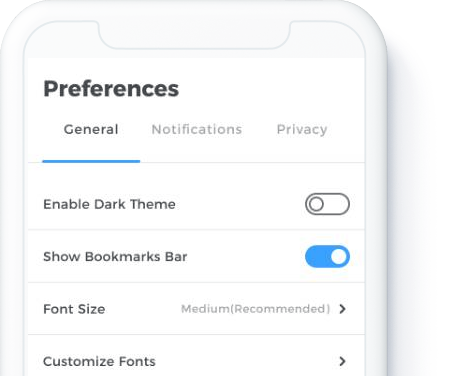 Preferences
General Notifications Privacy
Enable Dark Theme
Show Bookmarks Bar
Font Size Medium(Recommended)
Customize Fonts